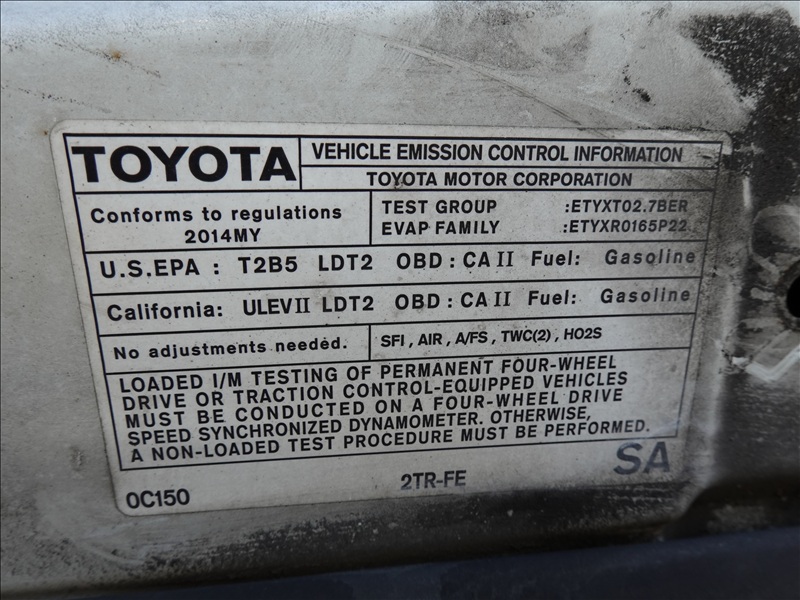 TOYOTA
VEHICLE EMISSION CONTROL INFORMATION
TOYOTA MOTOR CORPORATION
Conforms to regulations
2014MY
TEST GROUP :ETYXT02.7BER
EVAP FAMILY :ETYXR0165P22
U.S.EPA : T2B5 LDT2 OBD : CA II Fuel: Gasoline
California: ULEV II LDT2 OBD : CA II Fuel: Gasoline
No adjustments needed.
SFI , AIR , A/FS , TWC(2) , HO2S
LOADED I/M TESTING OF PERMANENT FOUR-WHEEL
DRIVE OR TRACTION CONTROL-EQUIPPED VEHICLES
MUST BE CONDUCTED ON A FOUR-WHEEL DRIVE
SPEED SYNCHRONIZED DYNAMOMETER. OTHERWISE,
A NON-LOADED TEST PROCEDURE MUST BE PERFORMED.
SA
0C150
2TR-FE